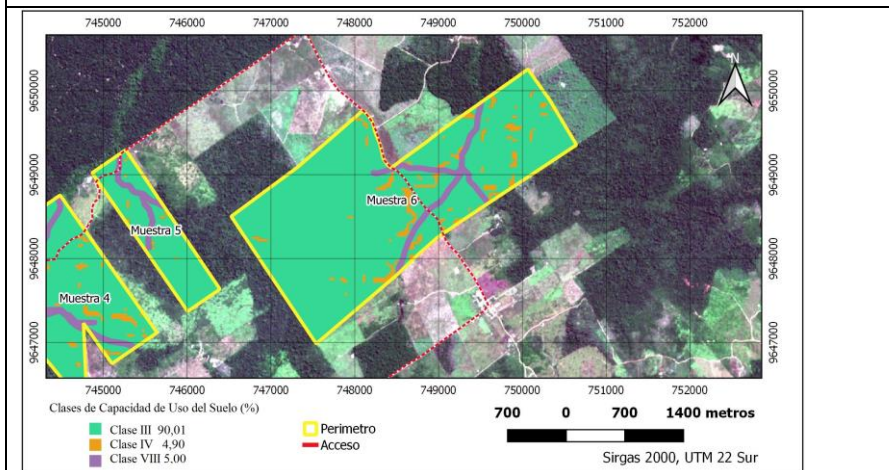 745000 746000 747000 748000 749000 750000 751000 752000
9650000 9650000
N
9649000 9649000
Muestra 6
Muestra 5
9648000 9648000
Muestra 4
9647000 9647000
745000 746000 747000 748000 749000 750000 751000 752000
Clases de Capacidad de Uso del Suelo (%)
Clase III 90,01
Clase IV 4,90
Clase VIII 5.00
Perimetro
Acceso
700 0 700 1400 metros
Sirgas 2000, UTM 22 Sur